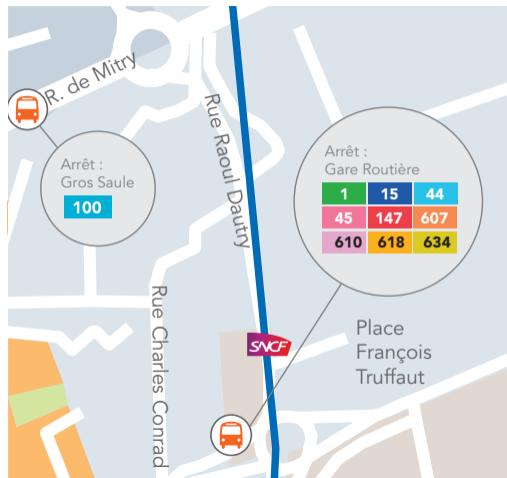 R. de Mitry
Rue Raoul Dautry
Arrêt :
Gros Saule
100
Arrêt :
Gare Routière
1 15 44
45 147 607
610 618 634
SNCF
Rue Charles Conrad
Place
François
Truffaut